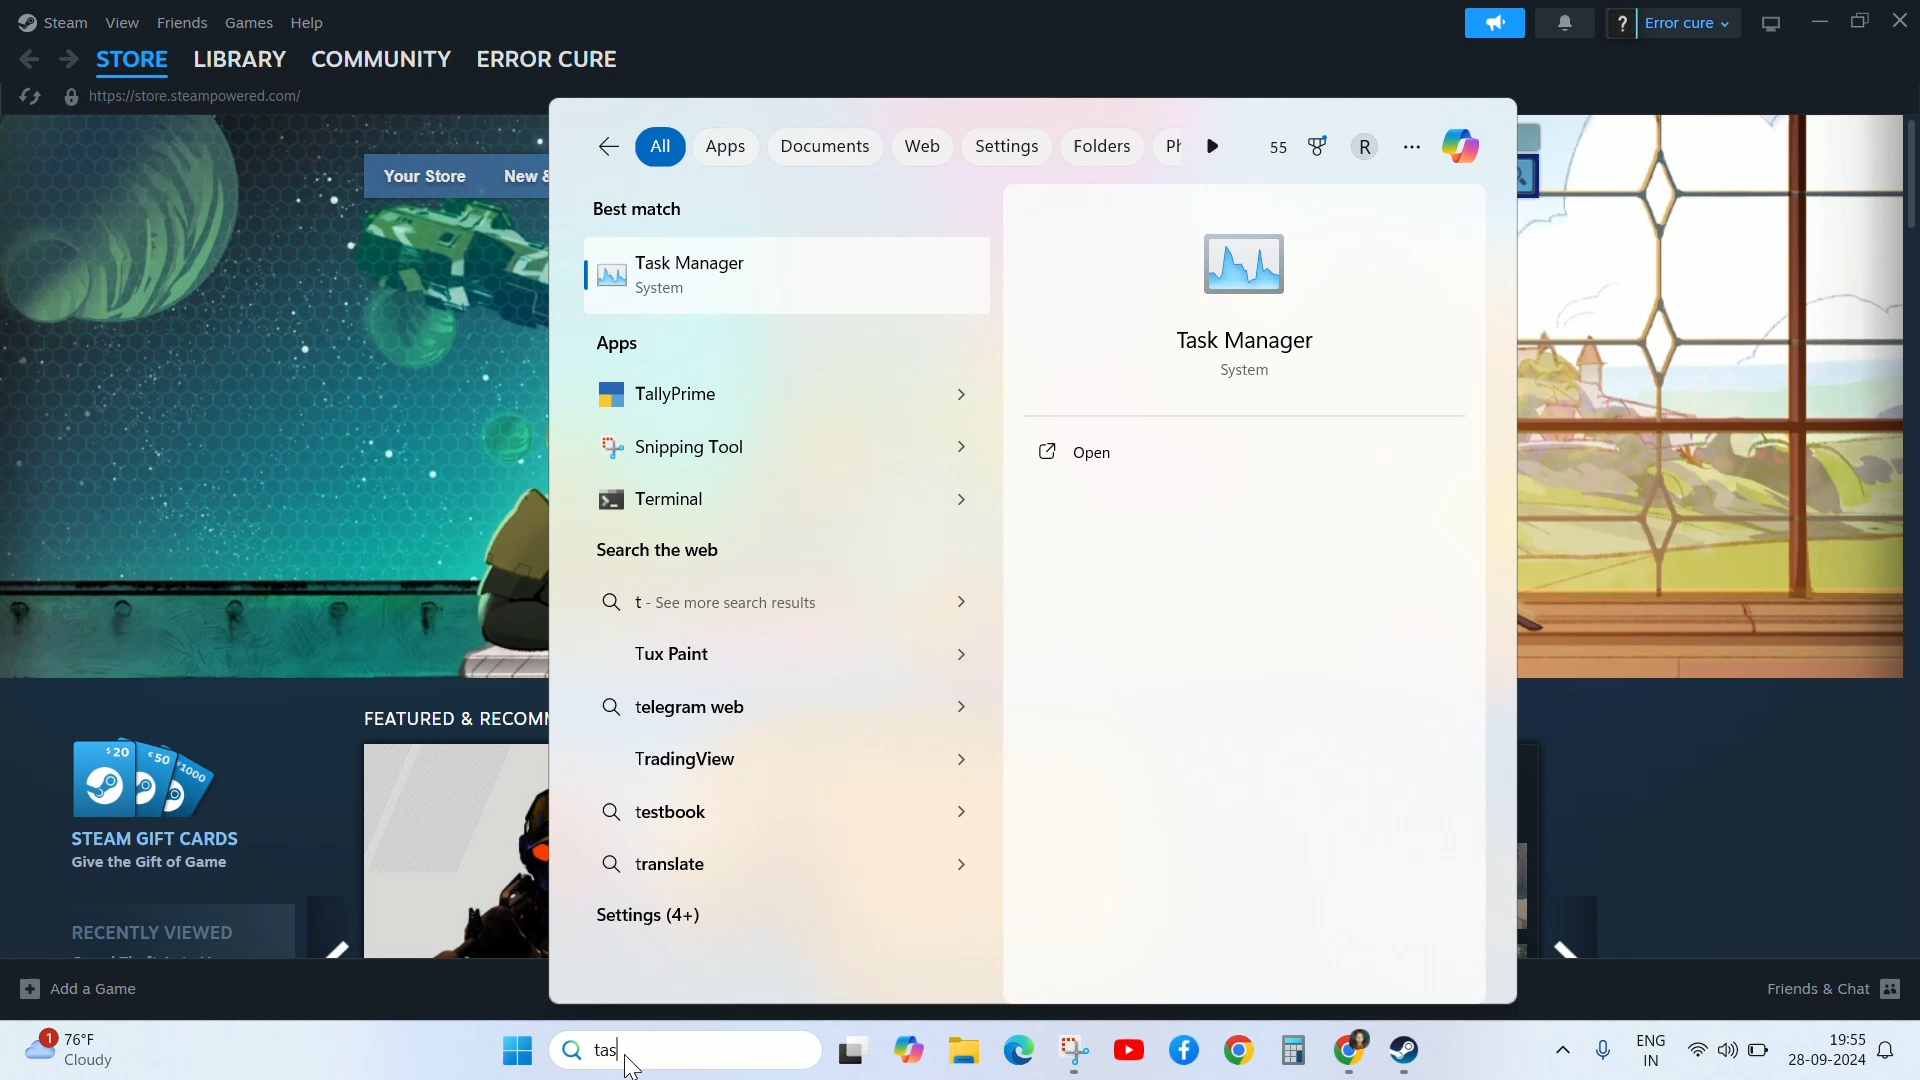 Steam View Friends Games Help
? Error cure
STORE LIBRARY COMMUNITY ERROR CURE
https://store.steampowered.com/
All Apps Documents Web Settings Folders Ph
55 R
Your Store New &
Best match
Task Manager
System
Apps
TallyPrime
Snipping Tool
Terminal
Search the web
t - See more search results
Tux Paint
telegram web
TradingView
testbook
translate
Settings (4+)
Task Manager
System
Open
FEATURED & RECOMM
$20
€50
1000
STEAM GIFT CARDS
Give the Gift of Game
RECENTLY VIEWED
Add a Game
Friends & Chat
1
76°F
Cloudy
tas
ENG
IN
19:55
28-09-2024